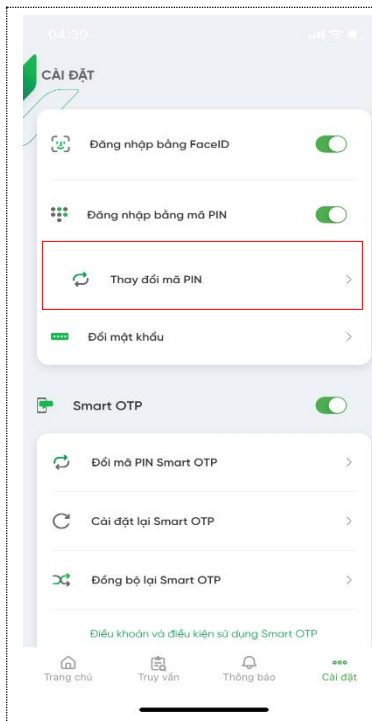 04:39
CÀI ĐẶT
Đăng nhập bằng FaceID
Đăng nhập bằng mã PIN
Thay đổi mã PIN
Đổi mật khẩu
Smart OTP
Đổi mã PIN Smart OTP
Cài đặt lại Smart OTP
Đồng bộ lại Smart OTP
Điều khoản và điều kiện sử dụng Smart OTP
Trang chủ
Truy vấn
Thông báo
Cài đặt